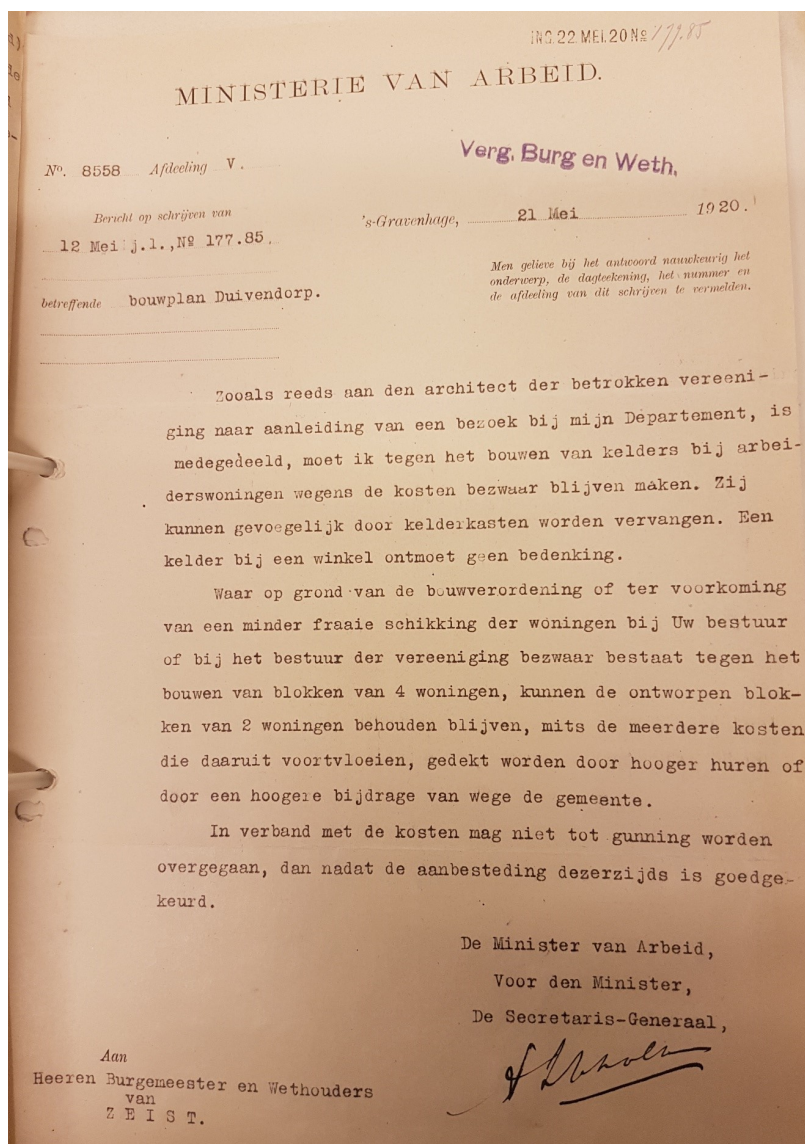 ING.22 MEI.20 Nº 177.85
MINISTERIE VAN ARBEID.
Nº. 8558 Afdeeling V.
Verg. Burg en Weth.
Bericht op schrijven van
12 Mei j.l., Nº 177.85.
's-Gravenhage, 21 Mei 1920.
Men gelieve bij het antwoord nauwkeurig het
onderwerp, de dagteekening, het nummer en
de afdeeling van dit schrijven te vermelden.
betreffende bouwplan Duivendorp.
Zooals reeds aan den architect der betrokken vereeni-
ging naar aanleiding van een bezoek bij mijn Departement, is
medegedeeld, moet ik tegen het bouwen van kelders bij arbei-
derswoningen wegens de kosten bezwaar blijven maken. Zij
kunnen gevoegelijk door kelderkasten worden vervangen. Een
kelder bij een winkel ontmoet geen bedenking.
Waar op grond van de bouwverordening of ter voorkoming
van een minder fraaie schikking der woningen bij Uw bestuur
of bij het bestuur der vereeniging bezwaar bestaat tegen het
bouwen van blokken van 4 woningen, kunnen de ontworpen blok-
ken van 2 woningen behouden blijven, mits de meerdere kosten
die daaruit voortvloeien, gedekt worden door hooger huren of
door een hoogere bijdrage van wege de gemeente.
In verband met de kosten mag niet tot gunning worden
overgegaan, dan nadat de aanbesteding dezerzijds is goedge-
keurd.
De Minister van Arbeid,
Voor den Minister,
De Secretaris-Generaal,
Aan
Heeren Burgemeester en Wethouders
van
ZEIST.